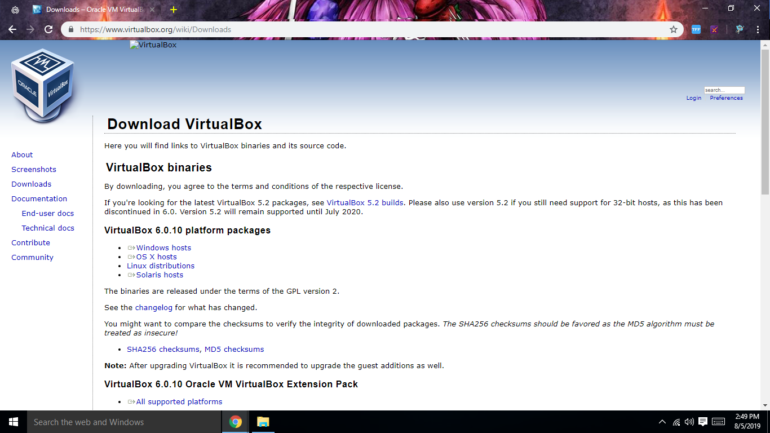 Downloads – Oracle VM Virtual
https://www.virtualbox.org/wiki/Downloads
VirtualBox
ORACLE
VirtualBox
search...
Login Preferences
About
Screenshots
Downloads
Documentation
End-user docs
Technical docs
Contribute
Community
Download VirtualBox
Here you will find links to VirtualBox binaries and its source code.
VirtualBox binaries
By downloading, you agree to the terms and conditions of the respective license.
If you're looking for the latest VirtualBox 5.2 packages, see VirtualBox 5.2 builds. Please also use version 5.2 if you still need support for 32-bit hosts, as this has been
discontinued in 6.0. Version 5.2 will remain supported until July 2020.
VirtualBox 6.0.10 platform packages
Windows hosts
OS X hosts
Linux distributions
Solaris hosts
The binaries are released under the terms of the GPL version 2.
See the changelog for what has changed.
You might want to compare the checksums to verify the integrity of downloaded packages. The SHA256 checksums should be favored as the MD5 algorithm must be
treated as insecure!
SHA256 checksums, MD5 checksums
Note: After upgrading VirtualBox it is recommended to upgrade the guest additions as well.
VirtualBox 6.0.10 Oracle VM VirtualBox Extension Pack
All supported platforms
Search the web and Windows
2:49 PM
8/5/2019